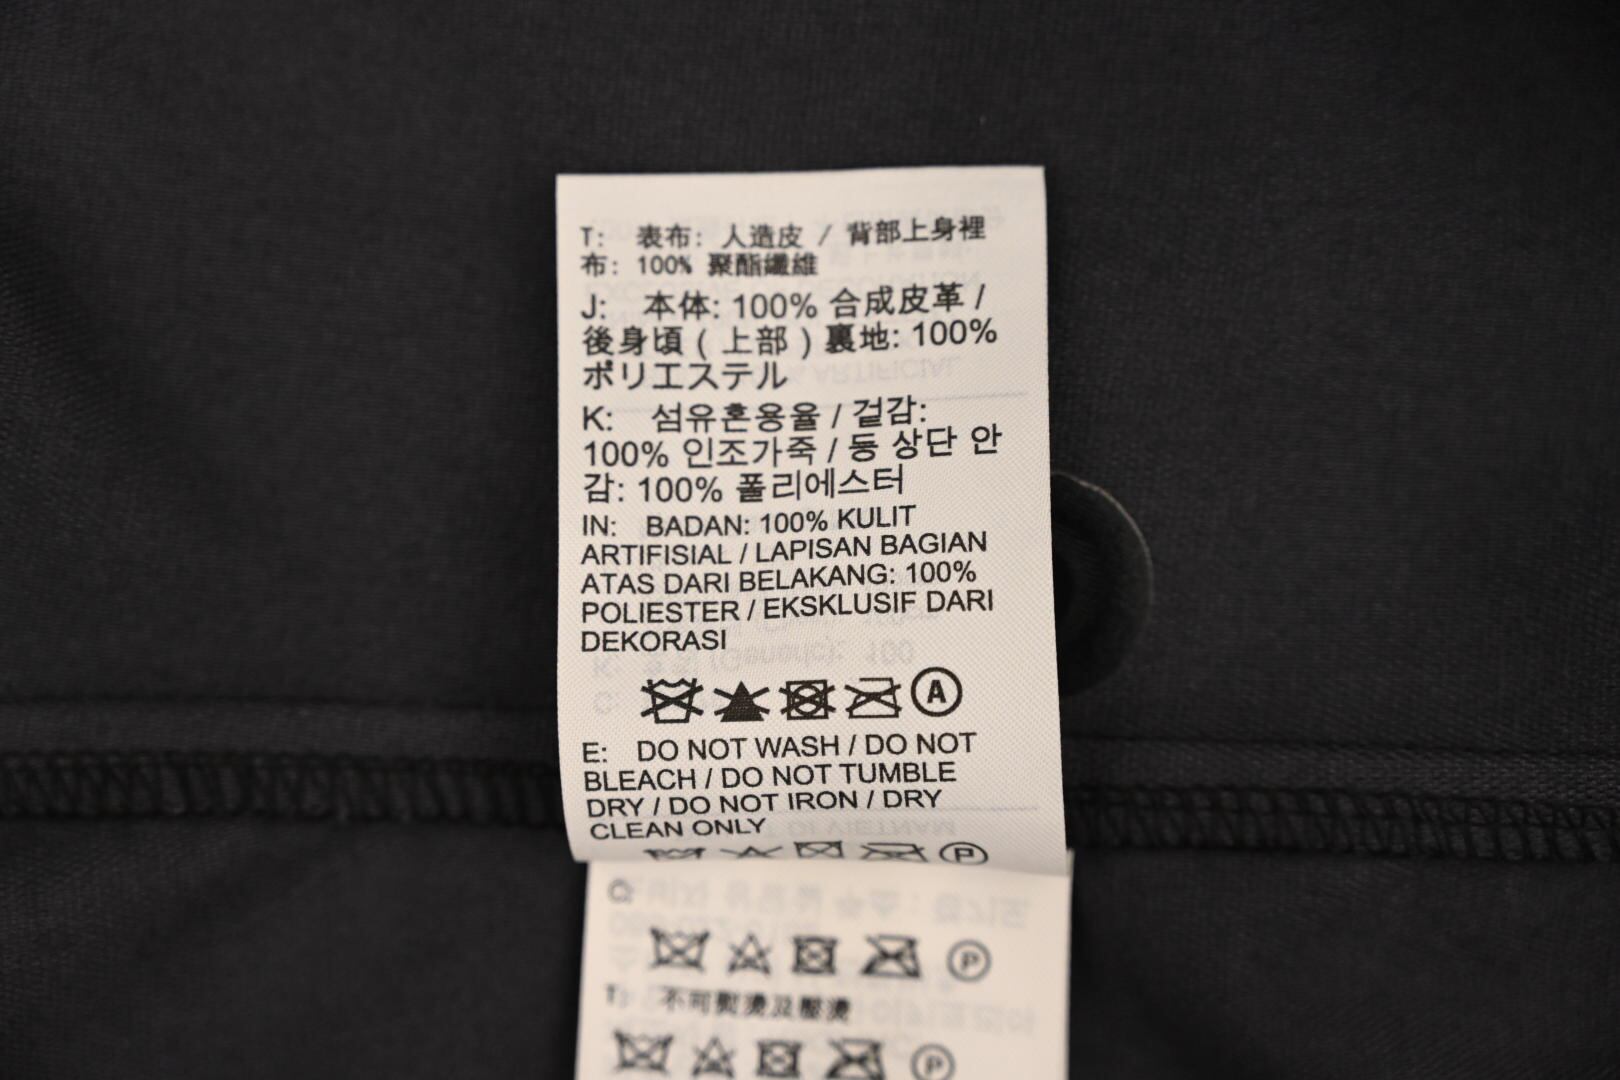 T: 表布: 人造皮 / 背部上身裡
布: 100% 聚酯纖維
J: 本体: 100% 合成皮革 /
後身頃 ( 上部 ) 裏地: 100%
ポリエステル
K: 섬유혼용율 / 겉감:
100% 인조가죽 / 등 상단 안
감: 100% 폴리에스터
IN: BADAN: 100% KULIT
ARTIFISIAL / LAPISAN BAGIAN
ATAS DARI BELAKANG: 100%
POLIESTER / EKSKLUSIF DARI
DEKORASI
A
E: DO NOT WASH / DO NOT
BLEACH / DO NOT TUMBLE
DRY / DO NOT IRON / DRY
CLEAN ONLY
P
P
T: 不可熨燙及壓燙
P